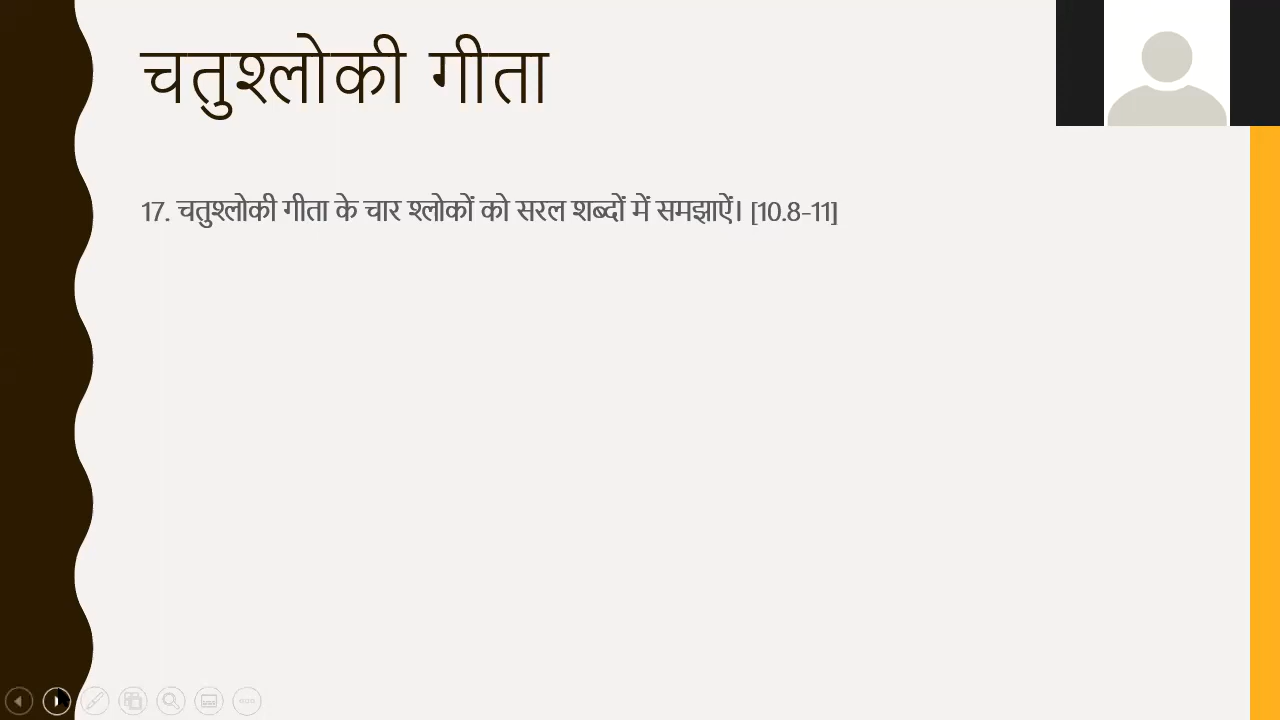 चतुश्लोकी गीता
17. चतुश्लोकी गीता के चार श्लोकों को सरल शब्दों में समझाऐं। [10.8-11]